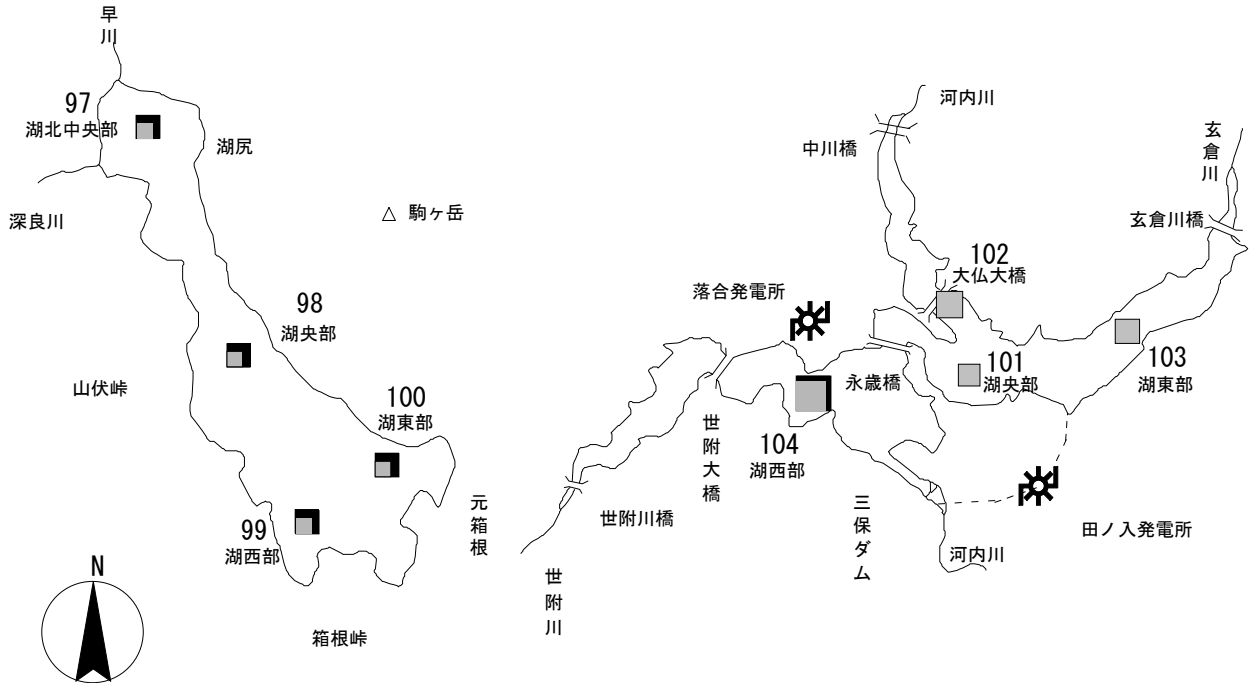 早川
97
湖北中央部
湖尻
深良川
△ 駒ヶ岳
98
湖央部
山伏峠
100
湖東部
99
湖西部
元箱根
箱根峠
N
河内川
中川橋
玄倉川
玄倉川橋
102
大仏大橋
落合発電所
103
湖東部
101
湖央部
永歳橋
104
湖西部
世附大橋
世附川橋
世附川
三保ダム
河内川
田ノ入発電所